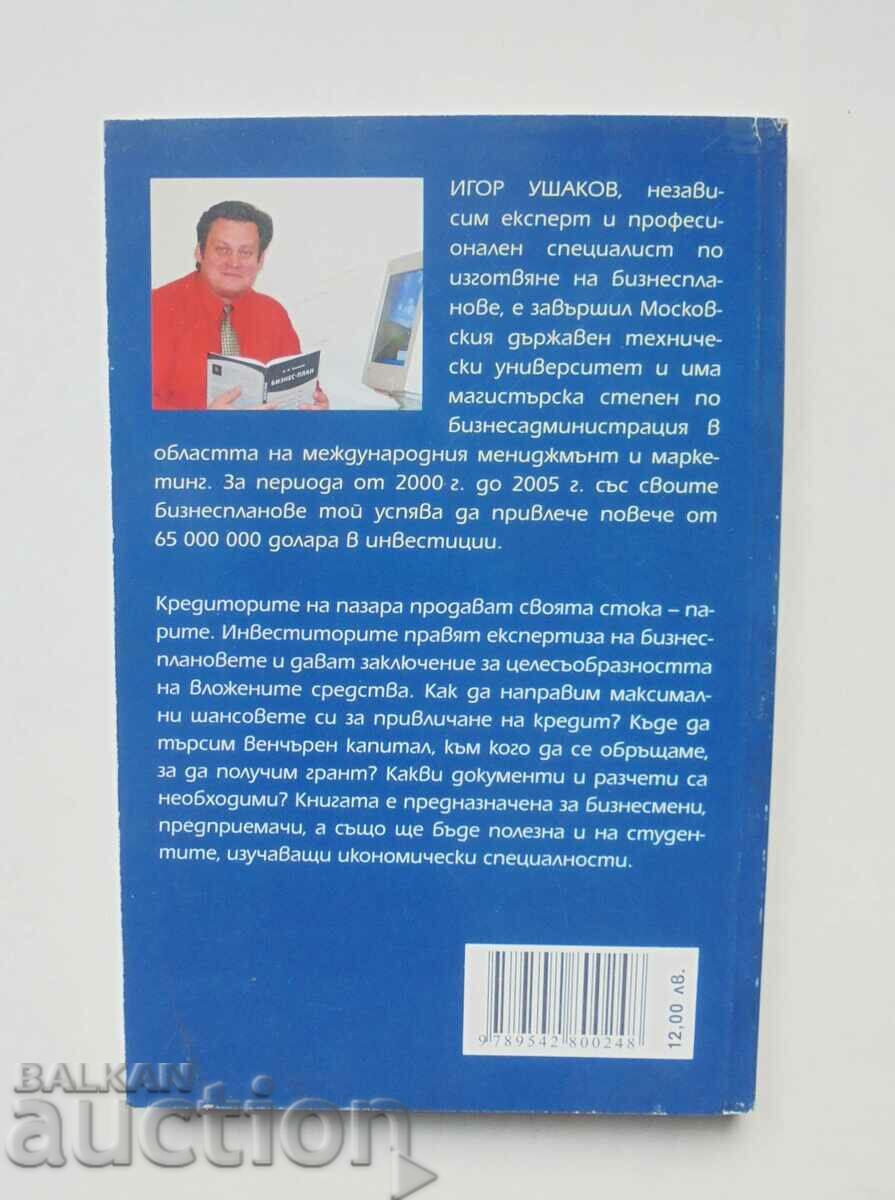 ИГОР УШАКОВ, незави-
сим експерт и професи-
онален специалист по
изготвяне на бизнеспла-
нове, е завършил Москов-
ския държавен техниче-
ски университет и има
магистърска степен по
бизнесадминистрация в
областта на международния мениджмънт и марке-
тинг. За периода от 2000 г. до 2005 г. със своите
бизнеспланове той успява да привлече повече от
65 000 000 долара в инвестиции.
БИЗНЕС-ПЛАН
Кредиторите на пазара продават своята стока – па-
рите. Инвеститорите правят експертиза на бизнес-
плановете и дават заключение за целесъобразността
на вложените средства. Как да направим максимал-
ни шансовете си за привличане на кредит? Къде да
търсим венчърен капитал, към кого да се обръщаме,
за да получим грант? Какви документи и разчети са
необходими? Книгата е предназначена за бизнесмени,
предприемачи, а също ще бъде полезна и на студен-
тите, изучаващи икономически специалности.
9 789542 800248
12,00 лв.
BALKAN
auction